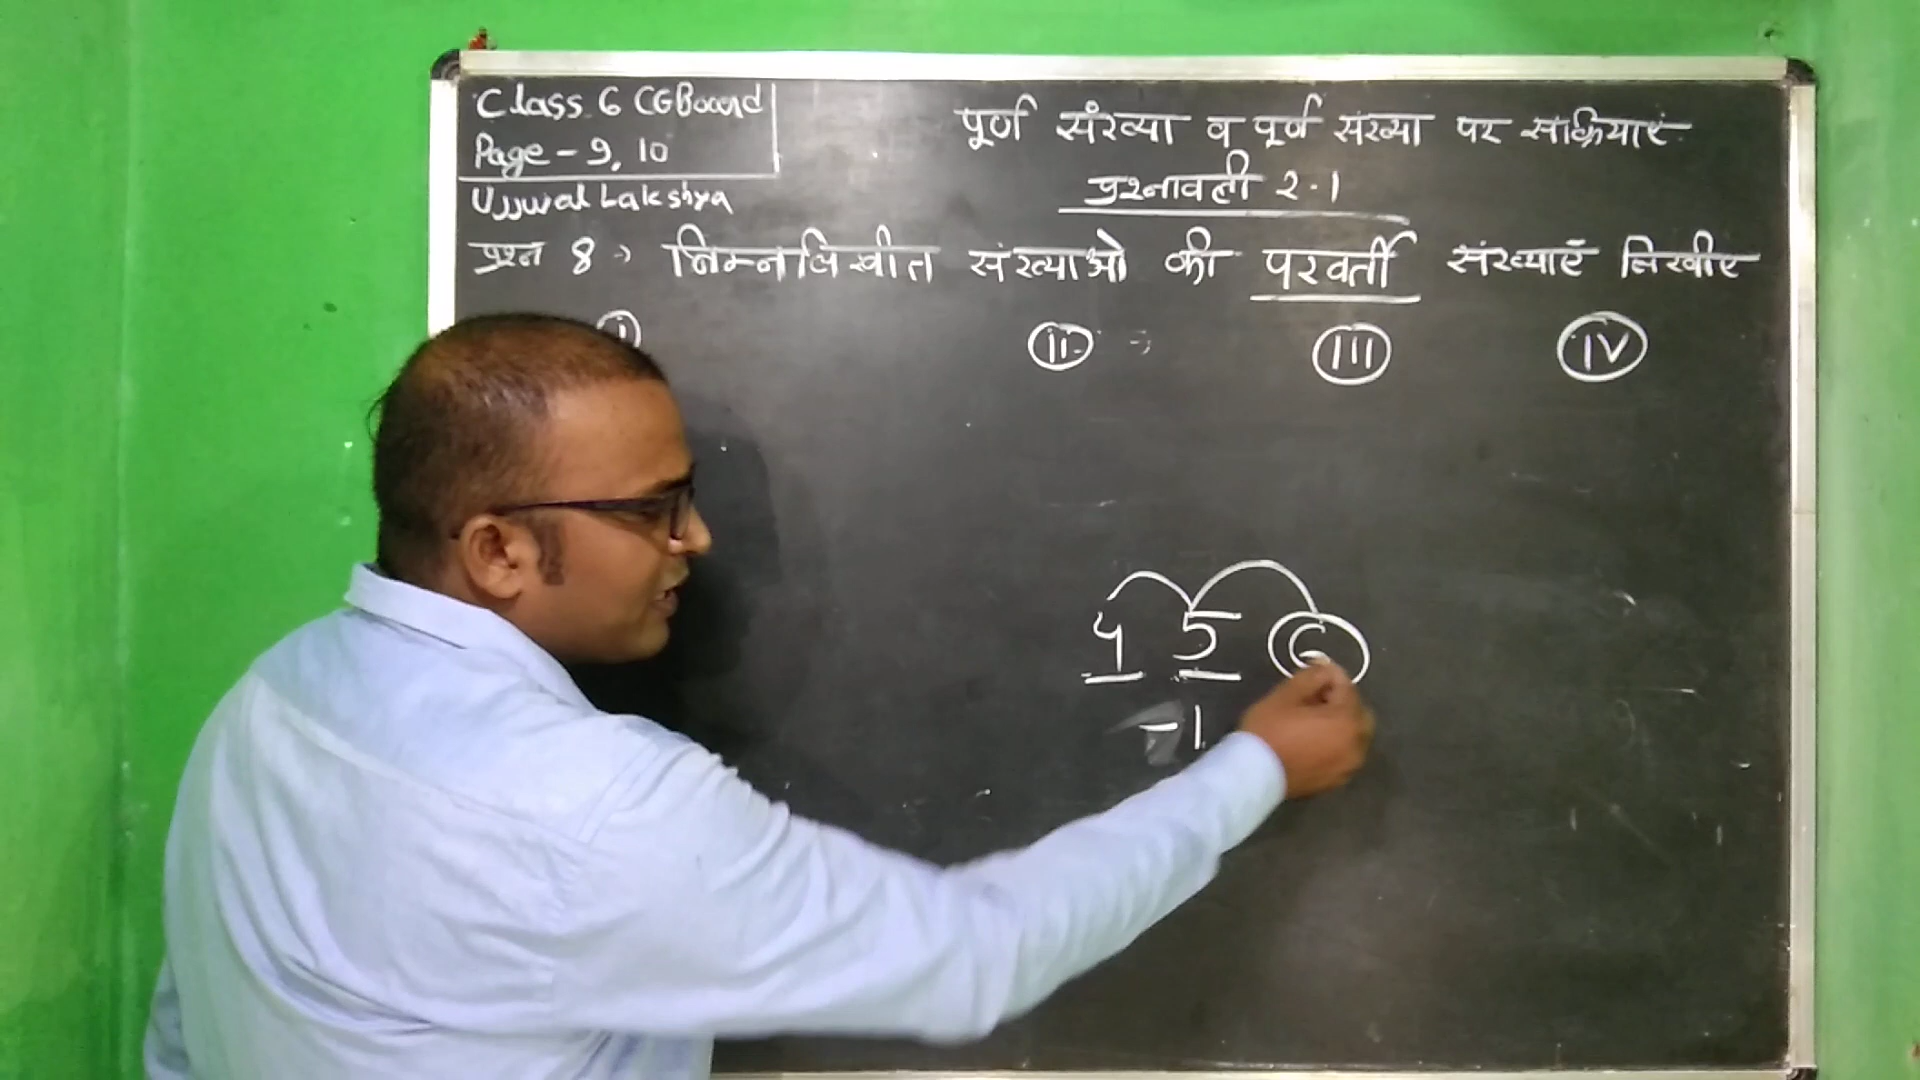 Class 6 CGBoard
Page - 9, 10
Ujjwal Lakshya
पूर्ण संख्या व पूर्ण संख्या पर संक्रियाएं
प्रश्नावली 2.1
प्रश्न 8 → निम्नलिखीत संख्याओ की परवर्ती संख्याएँ लिखीए
i ii → iii iv
4 5 6
-1